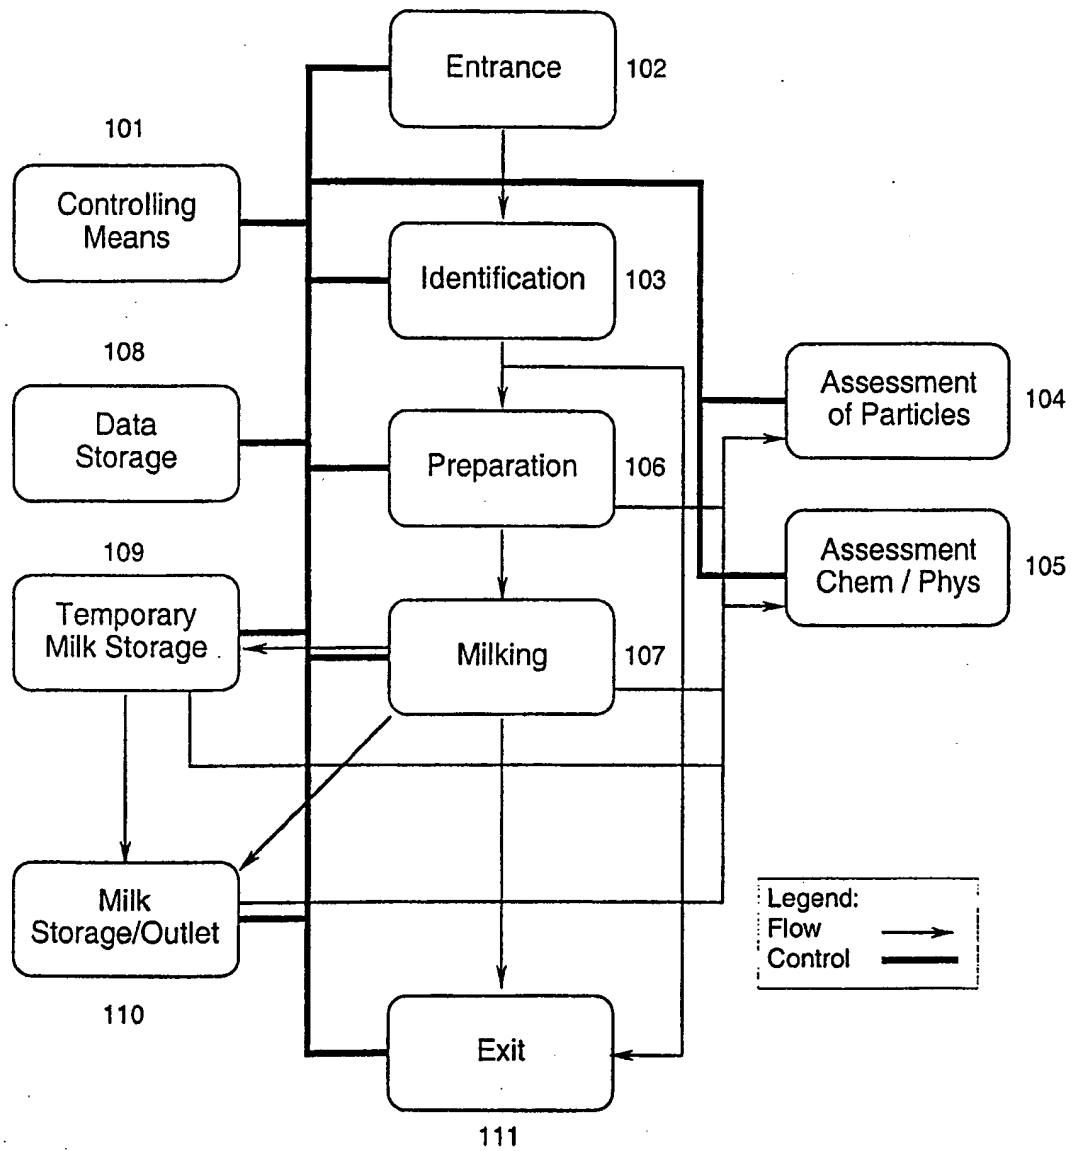 Entrance
102
101
Controlling
Means
Identification
103
108
Data
Storage
Assessment
of Particles
104
Preparation
106
109
Temporary
Milk Storage
Assessment
Chem / Phys
105
Milking
107
Milk
Storage/Outlet
110
Legend:
Flow
Control
Exit
111